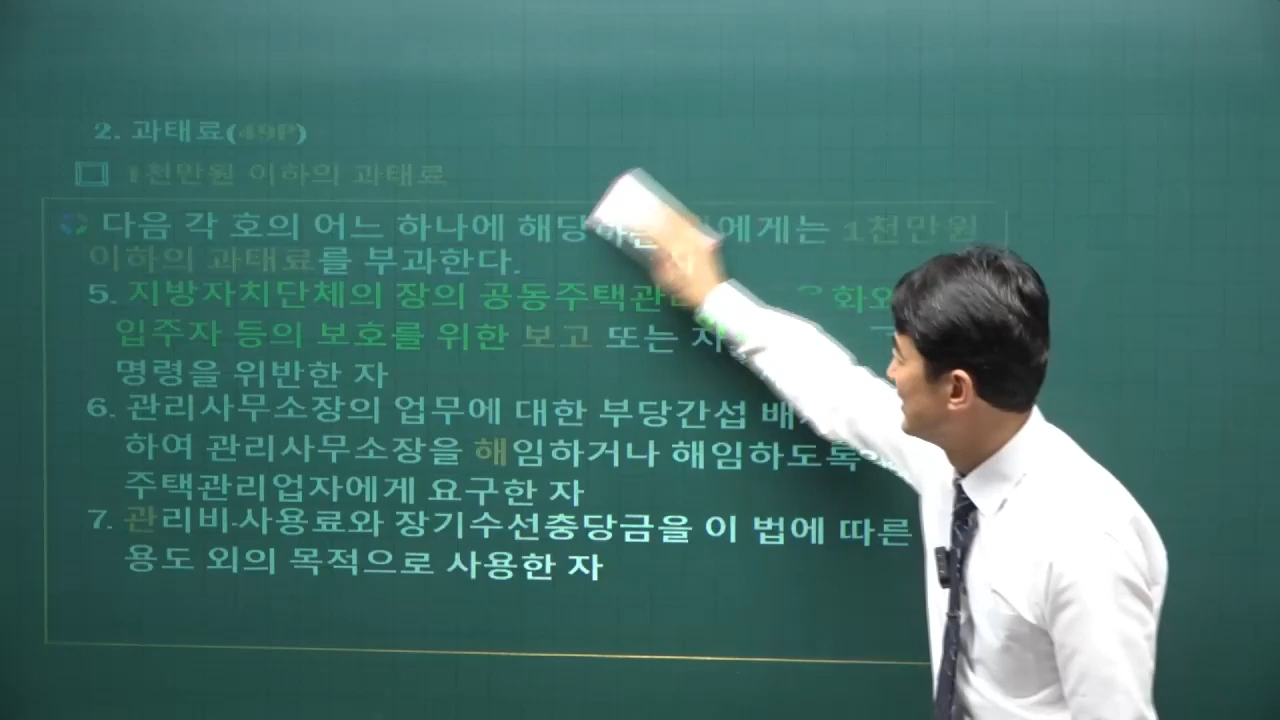 2. 과태료(49P)
1천만원 이하의 과태료
다음 각 호의 어느 하나에 해당하는 에게는 1천만원
이하의 과태료를 부과한다.
5. 지방자치단체의 장의 공동주택관리
입주자 등의 보호를 위한 보고 또는
명령을 위반한 자
6. 관리사무소장의 업무에 대한 부당간섭
하여 관리사무소장을 해임하거나 해임하도록
주택관리업자에게 요구한 자
7. 관리비·사용료와 장기수선충당금을 이 법에 따른
용도 외의 목적으로 사용한 자